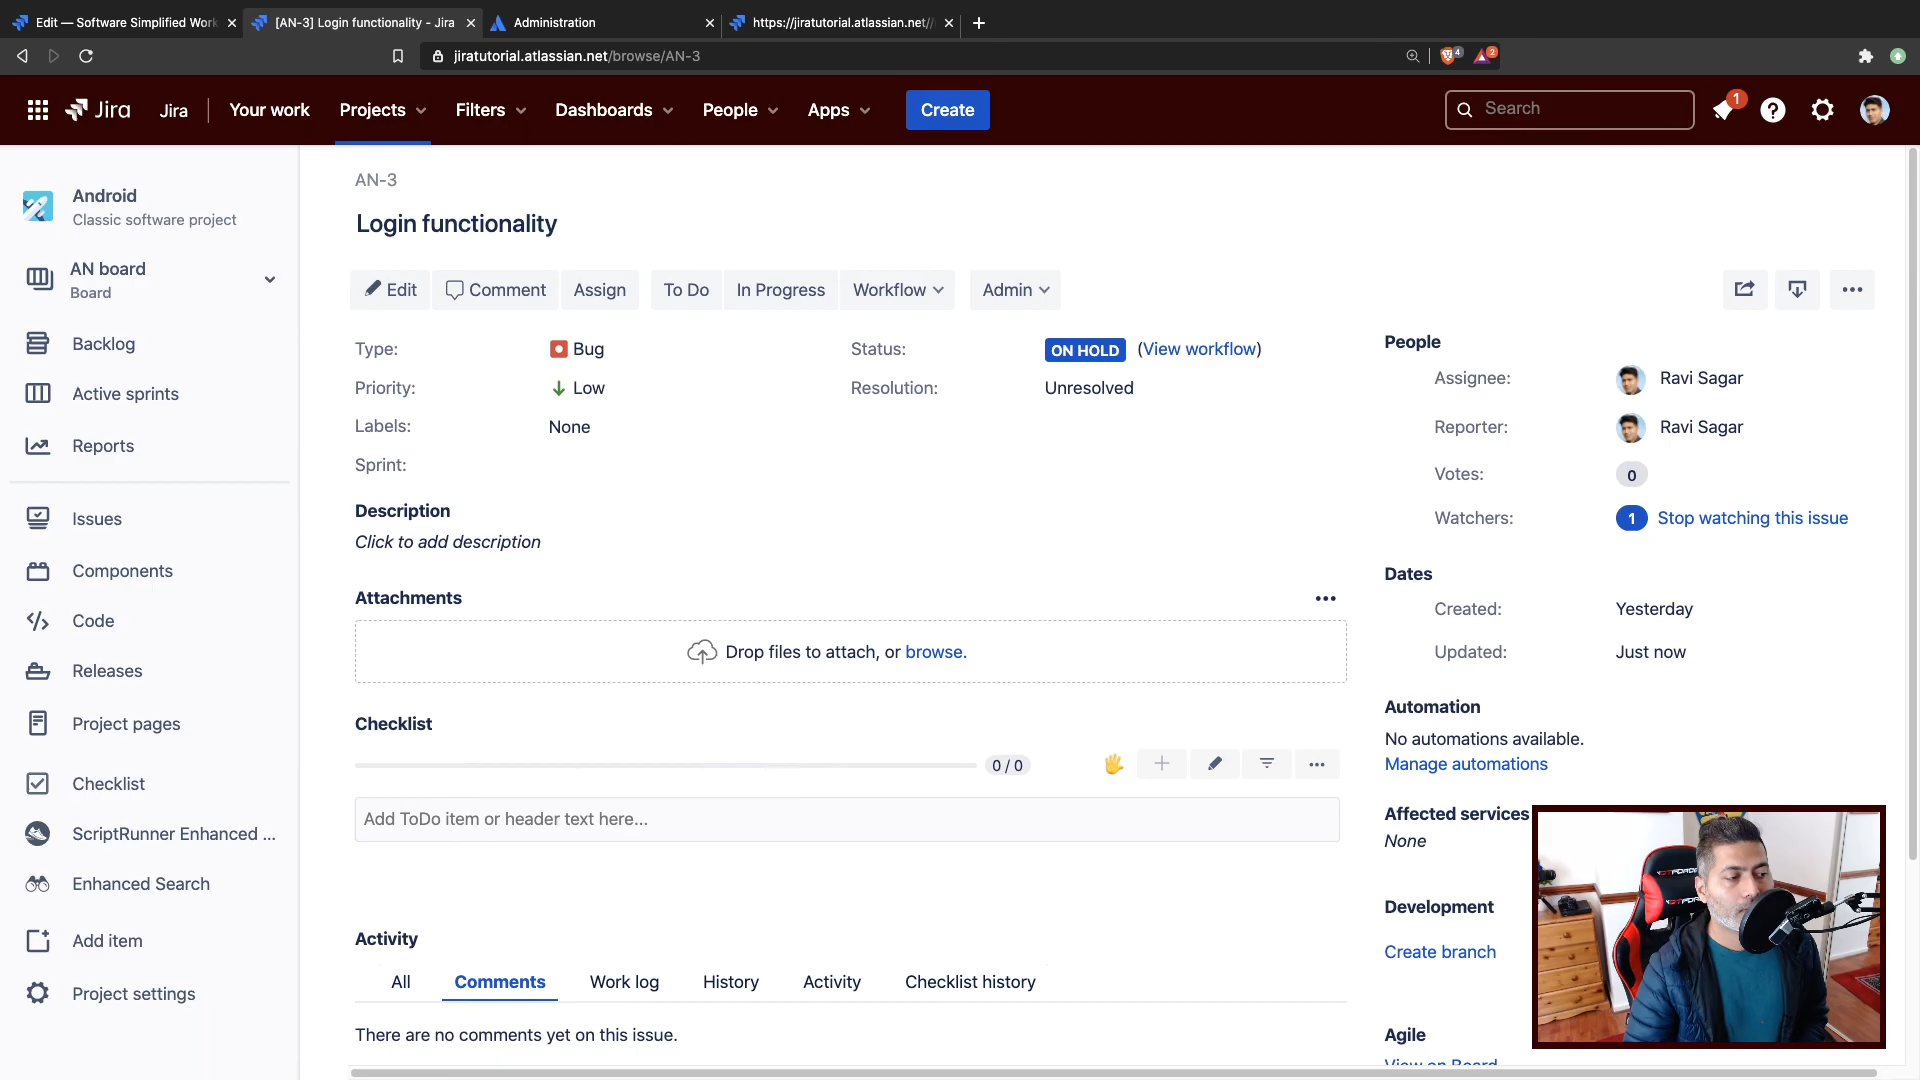 Edit — Software Simplified Work
[AN-3] Login functionality - Jira
Administration
https://jiratutorial.atlassian.net//
jiratutorial.atlassian.net/browse/AN-3
4
2
Jira
Jira
Your work
Projects
Filters
Dashboards
People
Apps
Create
Search
1
Android
Classic software project
AN board
Board
Backlog
Active sprints
Reports
Issues
Components
Code
Releases
Project pages
Checklist
ScriptRunner Enhanced ...
Enhanced Search
Add item
Project settings
AN-3
Login functionality
Edit
Comment
Assign
To Do
In Progress
Workflow
Admin
Type: Bug
Status: ON HOLD (View workflow)
Priority: Low
Resolution: Unresolved
Labels: None
Sprint:
Description
Click to add description
Attachments
Drop files to attach, or browse.
Checklist
0 / 0
Add ToDo item or header text here...
Activity
All
Comments
Work log
History
Activity
Checklist history
There are no comments yet on this issue.
People
Assignee: Ravi Sagar
Reporter: Ravi Sagar
Votes: 0
Watchers: 1 Stop watching this issue
Dates
Created: Yesterday
Updated: Just now
Automation
No automations available.
Manage automations
Affected services
None
Development
Create branch
Agile
View on Board